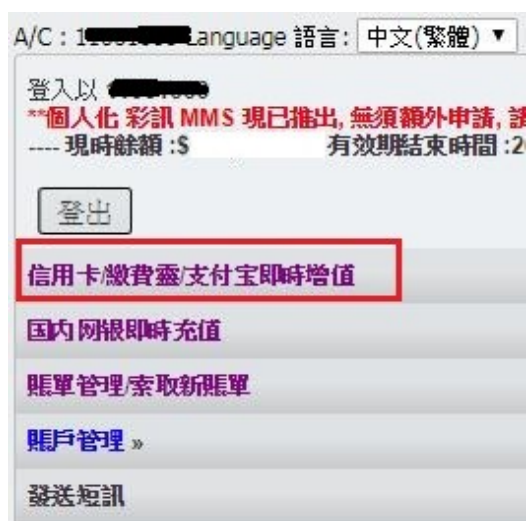 A/C : 1 Language 語言 : 中文(繁體) ▼
登入以
**個人化 彩訊 MMS 現已推出, 無須額外申請, 請
---- 現時餘額 :$ 有效期結束時間 :2
登出
信用卡/繳費靈/支付宝即時增值
国内网银即時充值
賬單管理/索取新賬單
賬戶管理 »
發送短訊